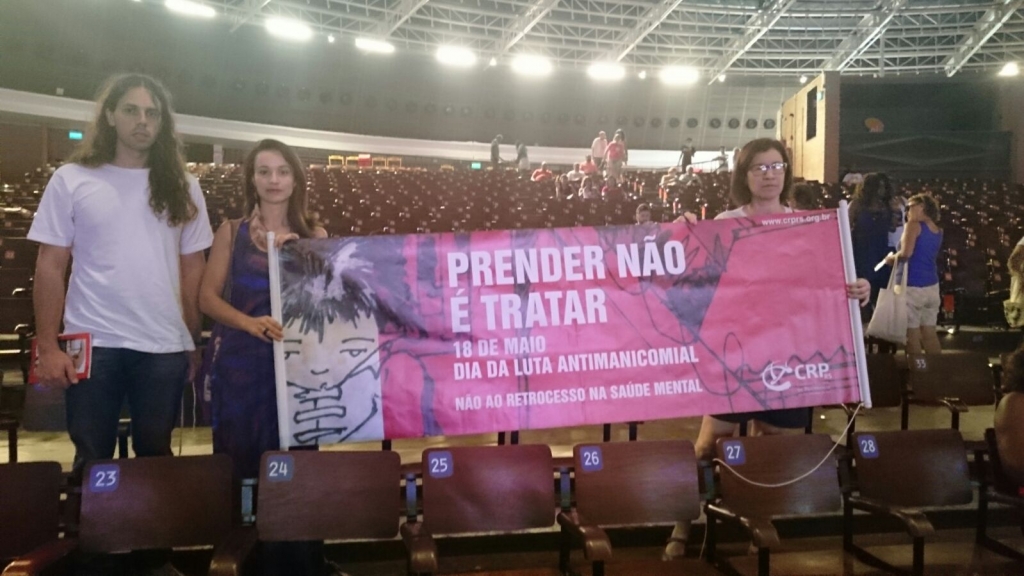 www.crprs.org.br
PRENDER NÃO
É TRATAR
18 DE MAIO
DIA DA LUTA ANTIMANICOMIAL
NÃO AO RETROCESSO NA SAÚDE MENTAL
CRP
23
24
25
26
27
28